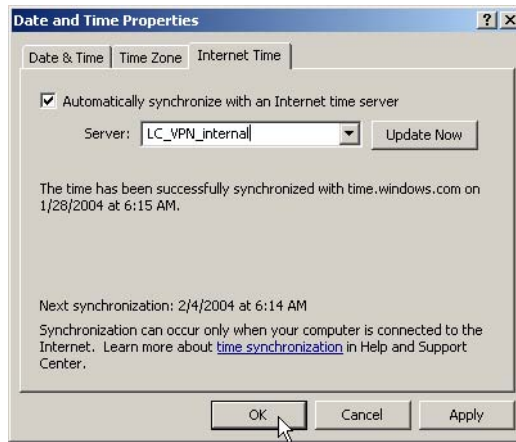 Date and Time Properties
Date & Time Time Zone Internet Time
Automatically synchronize with an Internet time server
Server: LC_VPN_internal Update Now
The time has been successfully synchronized with time.windows.com on
1/28/2004 at 6:15 AM.
Next synchronization: 2/4/2004 at 6:14 AM
Synchronization can occur only when your computer is connected to the
Internet. Learn more about time synchronization in Help and Support
Center.
OK Cancel Apply